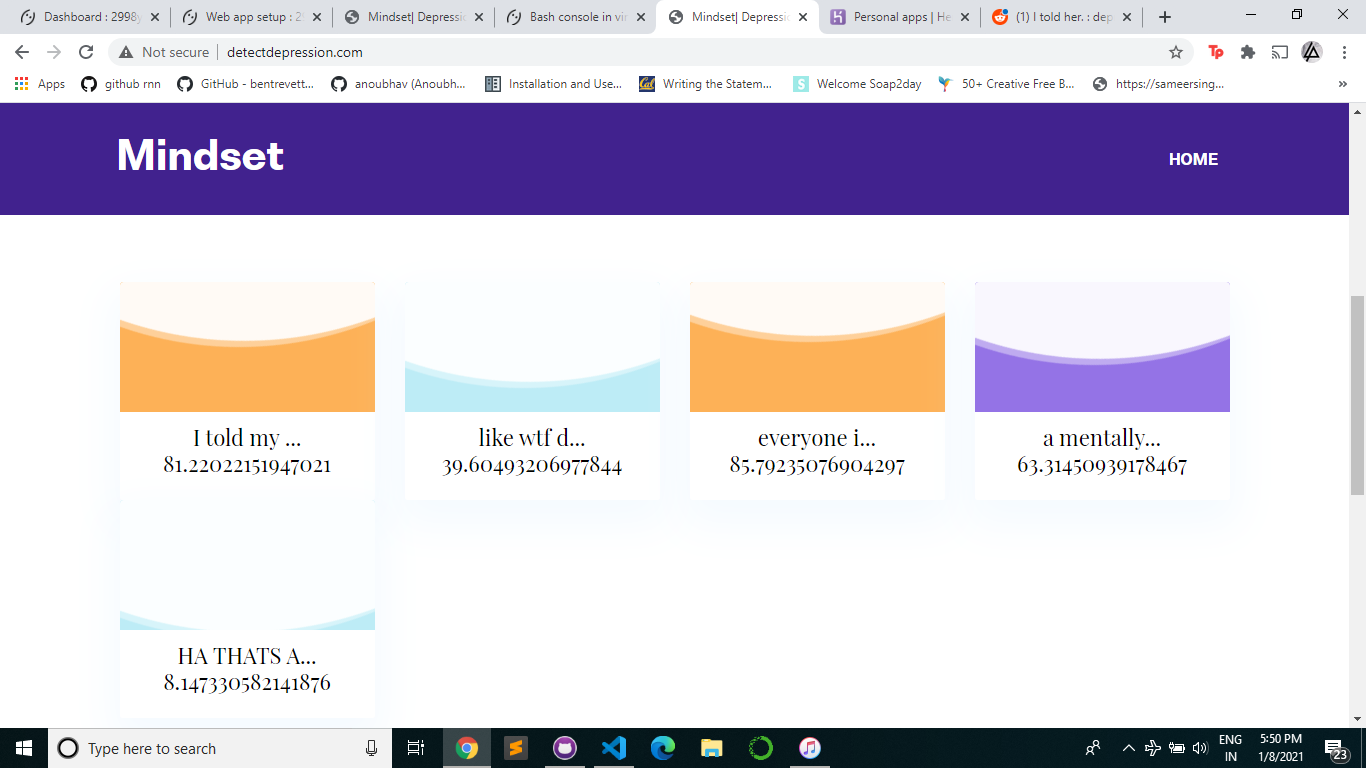 Dashboard : 2998
Web app setup : 2
Mindset| Depressi
Bash console in vi
Mindset| Depressi
Personal apps | He
(1) I told her. : dep
Not secure
detectdepression.com
Apps
github rnn
GitHub - bentrevett...
anoubhav (Anoubh...
Installation and Use...
Cal
Writing the Statem...
S
Welcome Soap2day
50+ Creative Free B...
https://sameersing...
»
Mindset
HOME
I told my ...
81.22022151947021
like wtf d...
39.60493206977844
everyone i...
85.79235076904297
a mentally...
63.31450939178467
HA THATS A...
8.147330582141876
Type here to search
ENG
IN
5:50 PM
1/8/2021
23